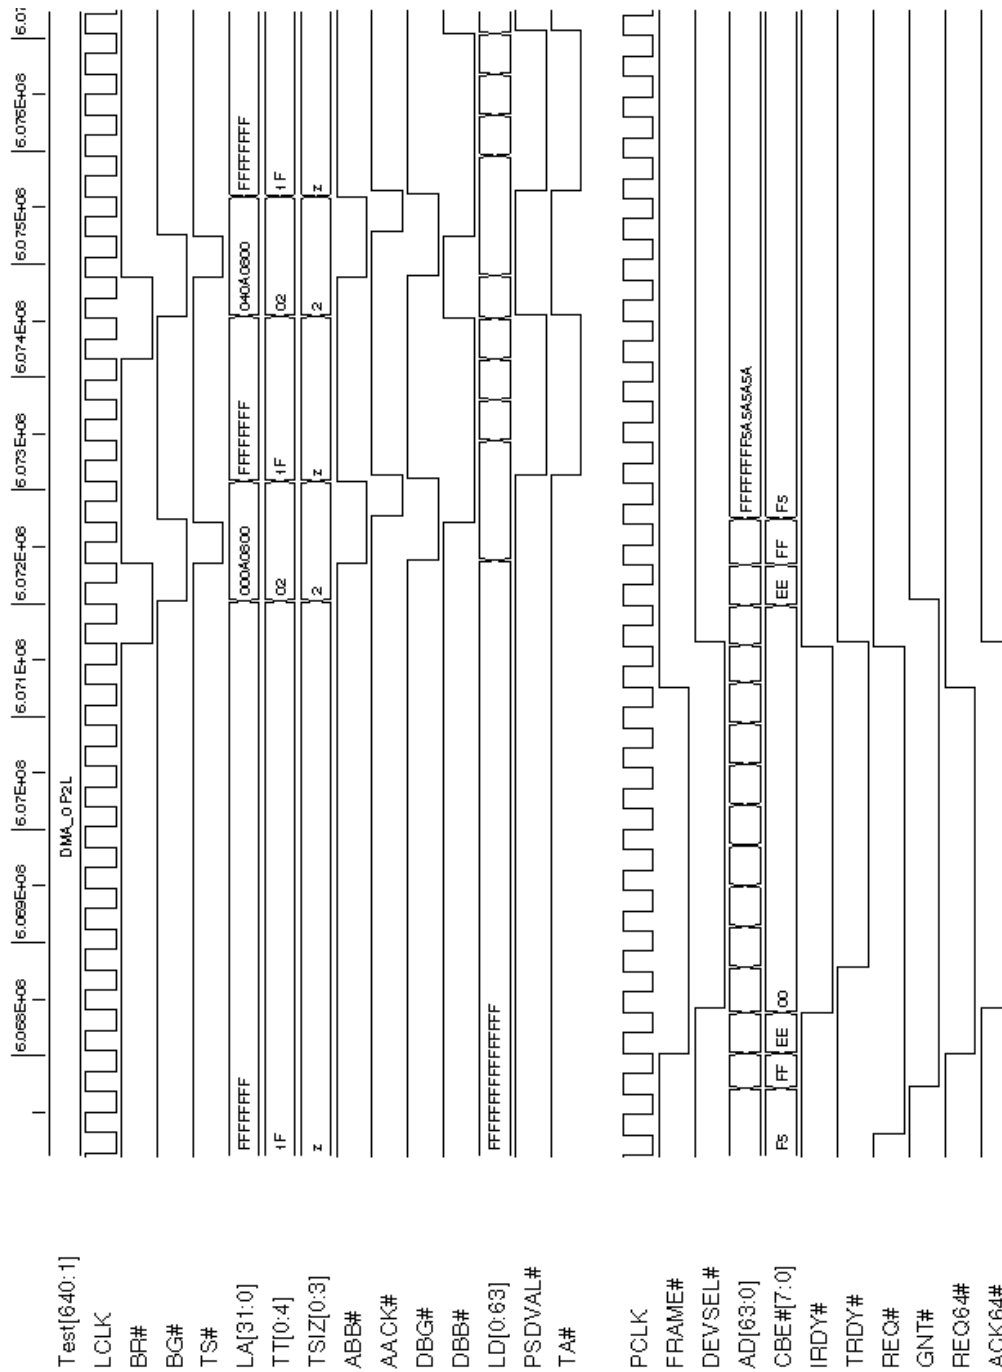 6.068E+08 6.069E+08 6.07E+08 6.071E+08 6.072E+08 6.073E+08 6.074E+08 6.075E+08 6.076E+08 6.07
Test[640:1] DMA_0 P2L
LCLK
BR#
BG#
TS#
LA[31:0] FFFFFFFF 000A0800 FFFFFFFF 040A0800 FFFFFFFF
TT[0:4] 1F 02 1F 02 1F
TSIZ[0:3] z 2 z 2 z
ABB#
AACK#
DBG#
DBB#
LD[0:63] FFFFFFFFFFFFFFFF
PSDVAL#
TA#
PCLK
FRAME#
DEVSEL#
AD[63:0] FFFFFFFF5A5A5A5A
CBE#[7:0] F5 FF EE 00 EE FF F5
IRDY#
TRDY#
REQ#
GNT#
REQ64#
ACK64#